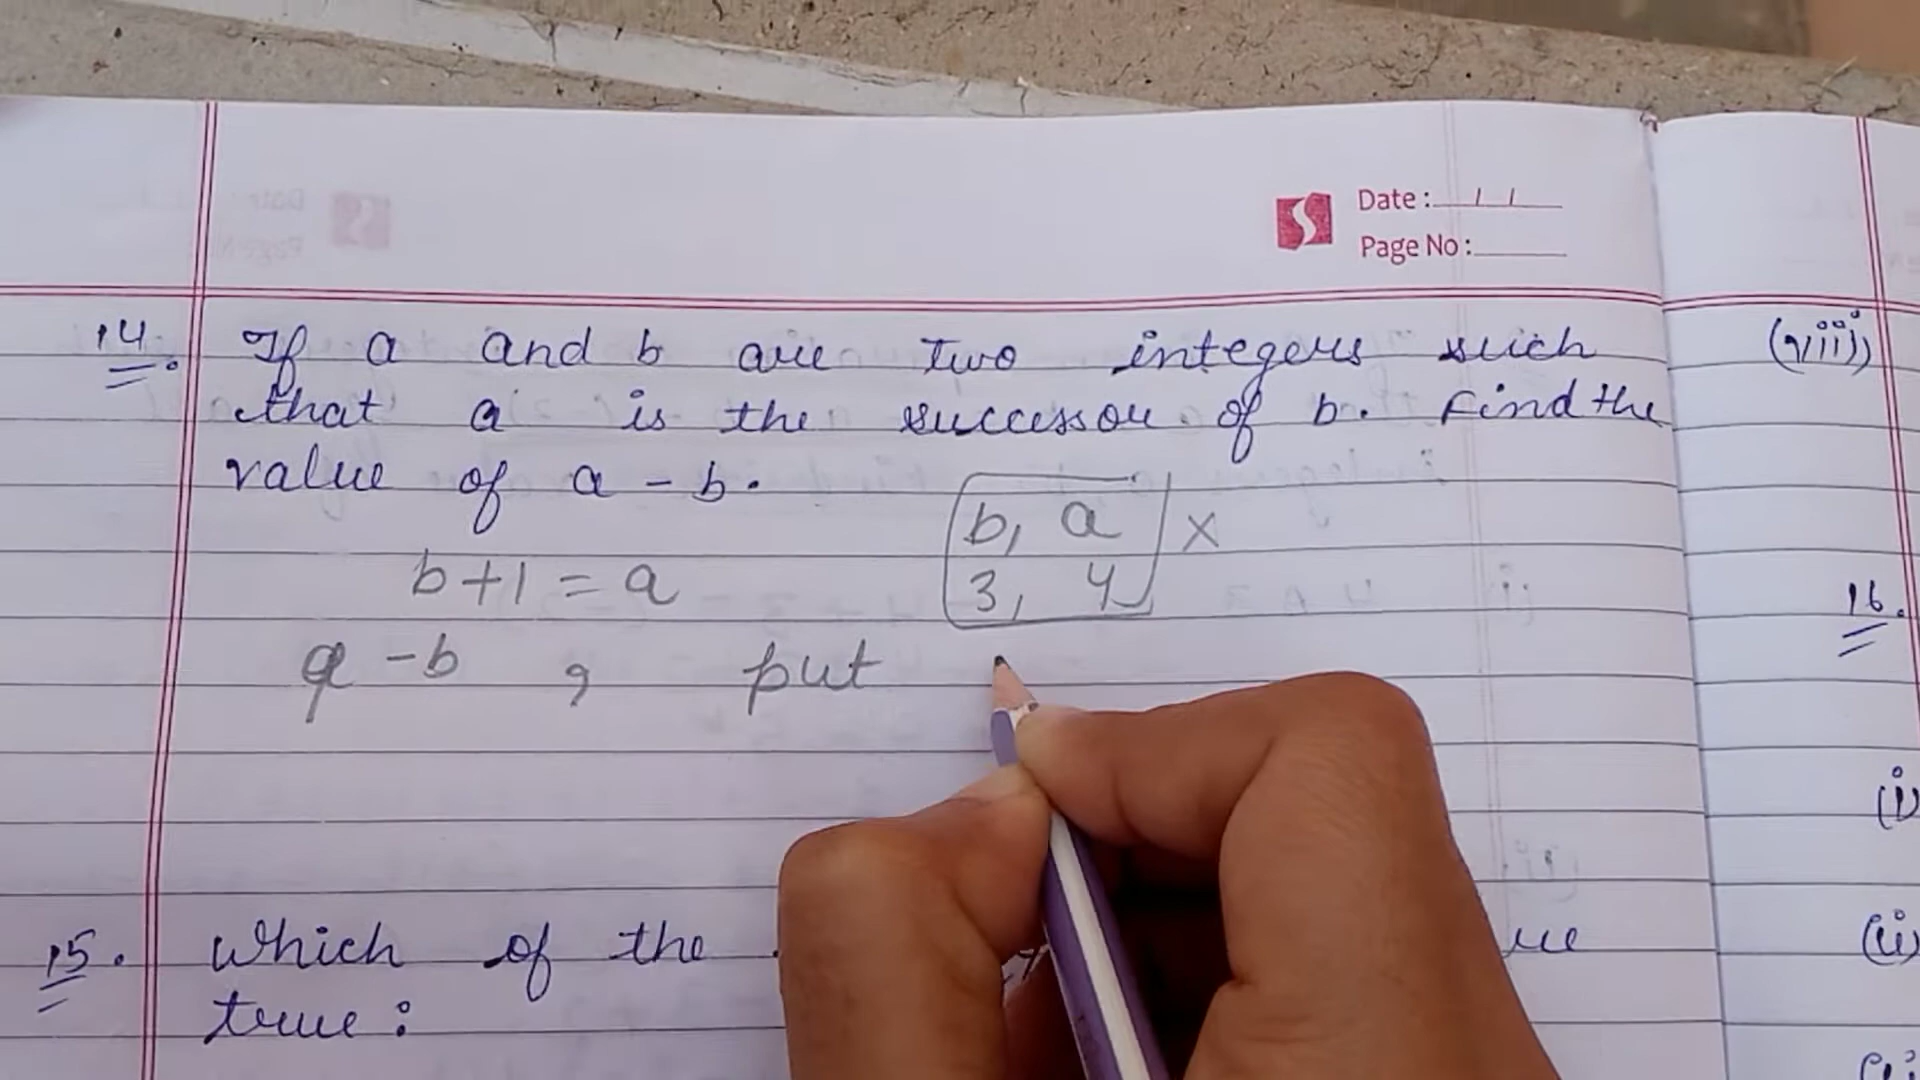 Date : / /
Page No :
14. If a and b are two integers such
that a is the successor of b. Find the
value of a - b.
b, a x
3, 4
b+1 = a
a - b , put
15. Which of the
true :
(viii)
16.
(i)
(ii)